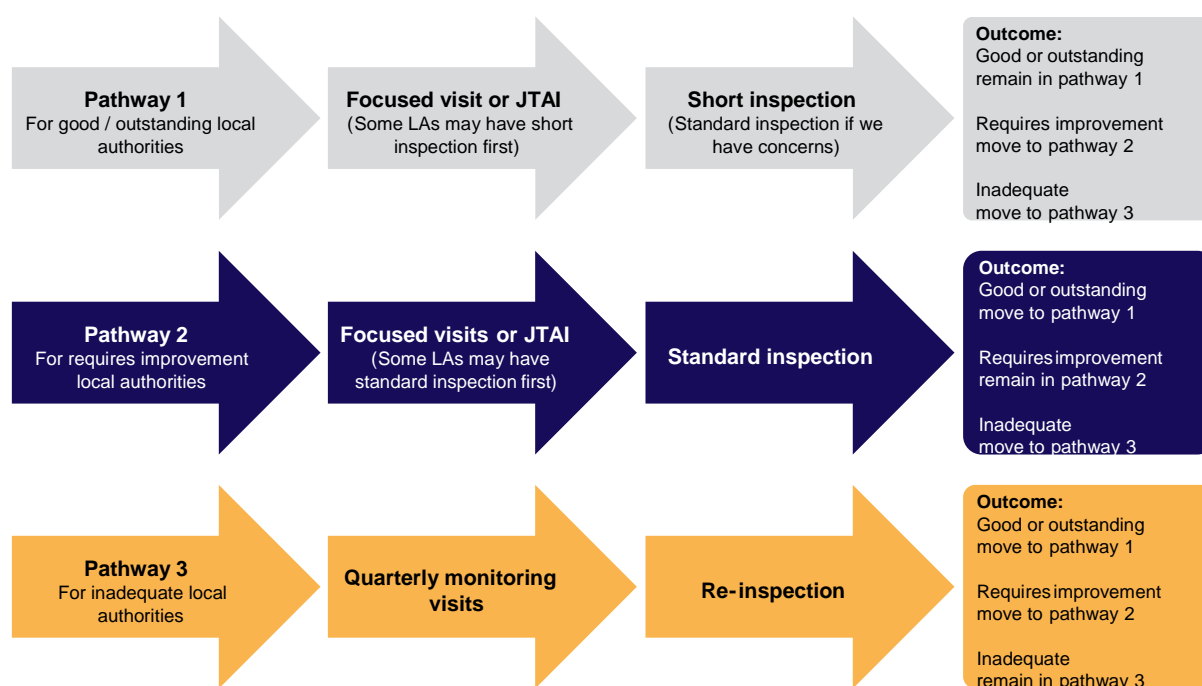 Pathway 1
For good / outstanding local
authorities
Focused visit or JTAI
(Some LAs may have short
inspection first)
Short inspection
(Standard inspection if we
have concerns)
Outcome:
Good or outstanding
remain in pathway 1
Requires improvement
move to pathway 2
Inadequate
move to pathway 3
Pathway 2
For requires improvement
local authorities
Focused visits or JTAI
(Some LAs may have
standard inspection first)
Standard inspection
Outcome:
Good or outstanding
move to pathway 1
Requires improvement
remain in pathway 2
Inadequate
move to pathway 3
Pathway 3
For inadequate local
authorities
Quarterly monitoring
visits
Re-inspection
Outcome:
Good or outstanding
move to pathway 1
Requires improvement
move to pathway 2
Inadequate
remain in pathway 3